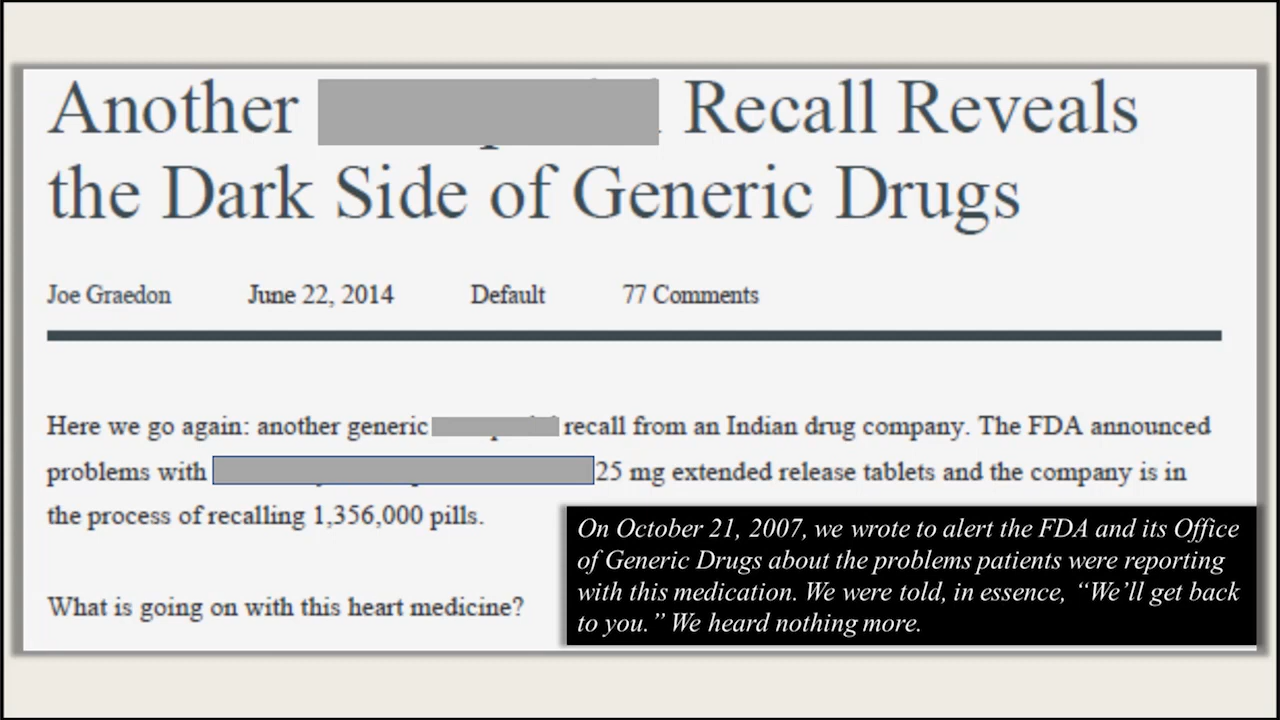 Another Recall Reveals
the Dark Side of Generic Drugs
Joe Graedon June 22, 2014 Default 77 Comments
Here we go again: another generic recall from an Indian drug company. The FDA announced
problems with 25 mg extended release tablets and the company is in
the process of recalling 1,356,000 pills.
What is going on with this heart medicine?
On October 21, 2007, we wrote to alert the FDA and its Office
of Generic Drugs about the problems patients were reporting
with this medication. We were told, in essence, “We’ll get back
to you.” We heard nothing more.